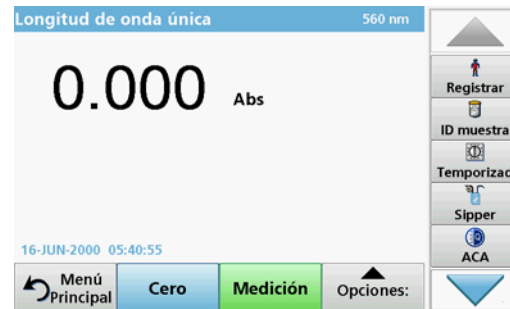 Longitud de onda única 560 nm
0.000 Abs
16-JUN-2000 05:40:55
Menú Principal
Cero
Medición
Opciones:
Registrar
ID muestra
Temporizad
Sipper
ACA